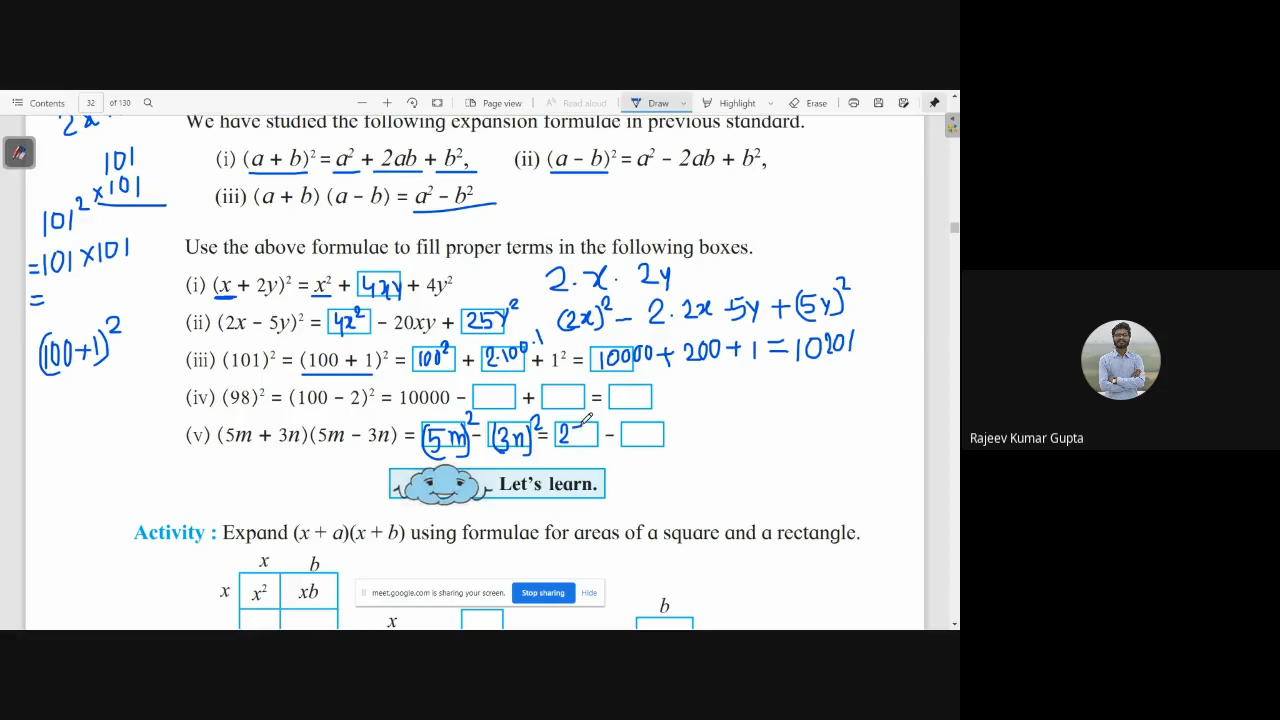 Contents 32 of 130 Page view Read aloud Draw Highlight Erase
We have studied the following expansion formulae in previous standard.
2x
(i) (a + b)² = a² + 2ab + b², (ii) (a − b)² = a² − 2ab + b²,
101
×101
(iii) (a + b) (a − b) = a² − b²
101²
=101×101
=
(100+1)²
Use the above formulae to fill proper terms in the following boxes.
(i) (x + 2y)² = x² + 4xy + 4y² 2.x. 2y
(ii) (2x − 5y)² = 4x² − 20xy + 25y² (2x)² − 2.2x 5y + (5y)²
(iii) (101)² = (100 + 1)² = 100² + 2.100.1 + 1² = 10000 + 200 + 1 = 10201
(iv) (98)² = (100 − 2)² = 10000 − + =
(v) (5m + 3n)(5m − 3n) = (5m)² − (3n)² = 2 −
Let's learn.
Activity : Expand (x + a)(x + b) using formulae for areas of a square and a rectangle.
x b
x x² xb
meet.google.com is sharing your screen. Stop sharing Hide
b
x
Rajeev Kumar Gupta